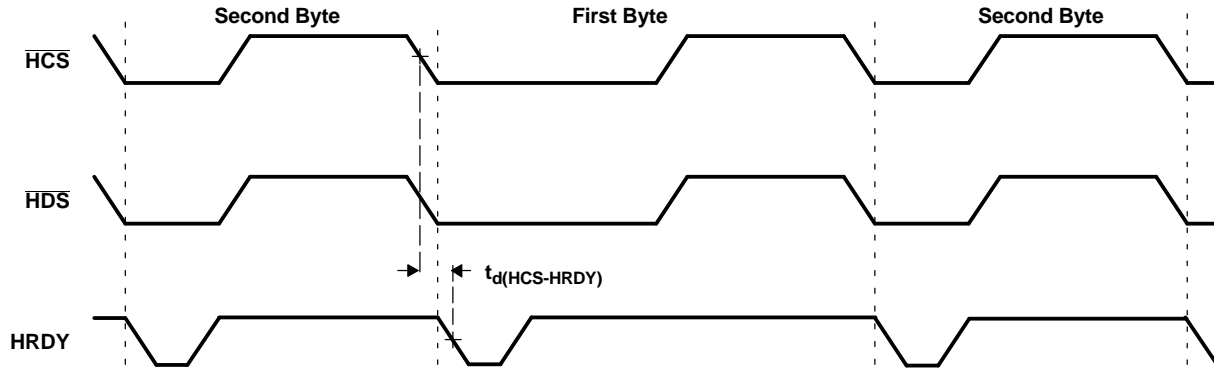 Second Byte First Byte Second Byte
HCS
HDS
td(HCS-HRDY)
HRDY